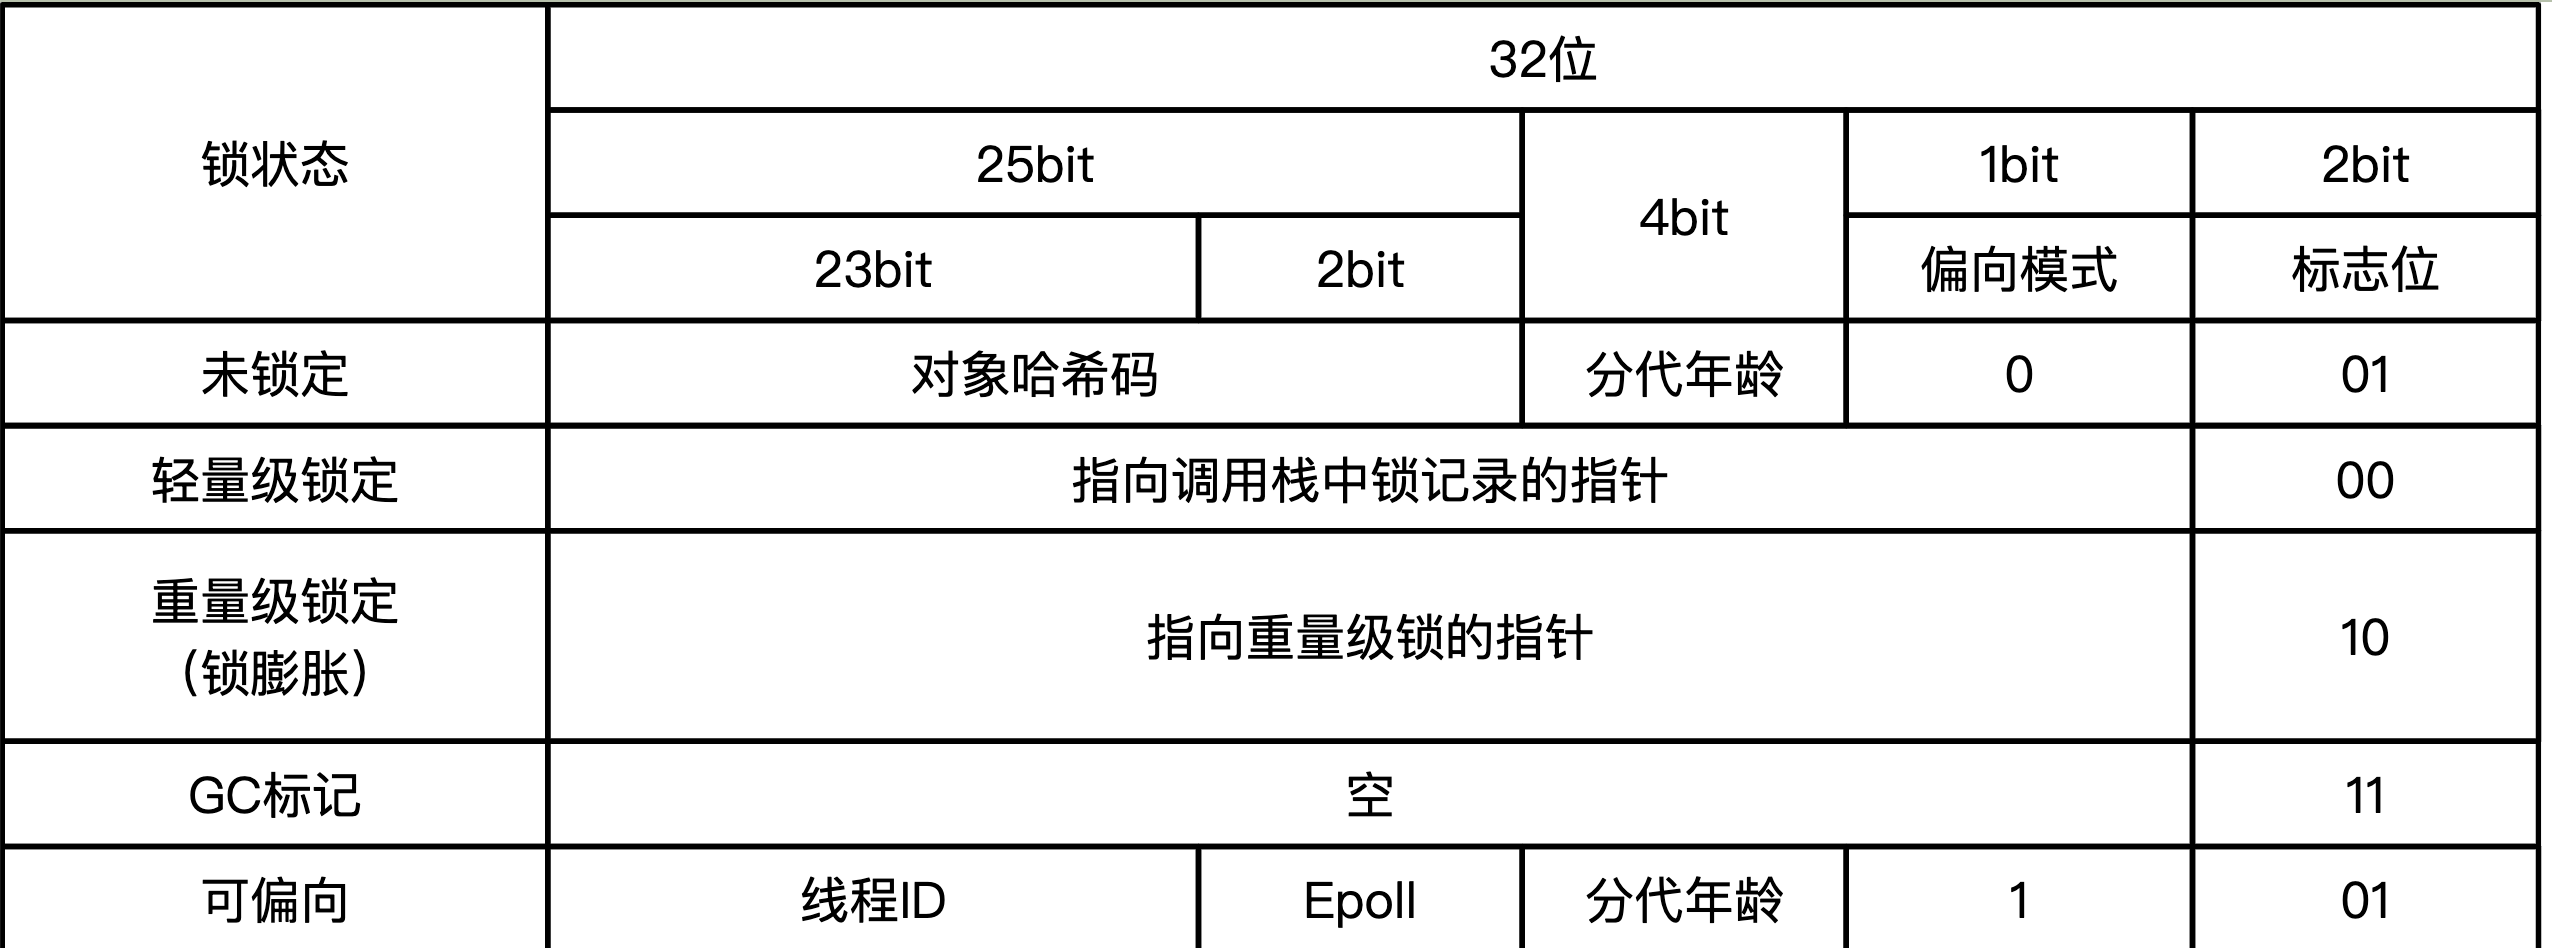 锁状态
32位
25bit
4bit
1bit
2bit
23bit
2bit
偏向模式
标志位
未锁定
对象哈希码
分代年龄
0
01
轻量级锁定
指向调用栈中锁记录的指针
00
重量级锁定
(锁膨胀)
指向重量级锁的指针
10
GC标记
空
11
可偏向
线程ID
Epoll
分代年龄
1
01